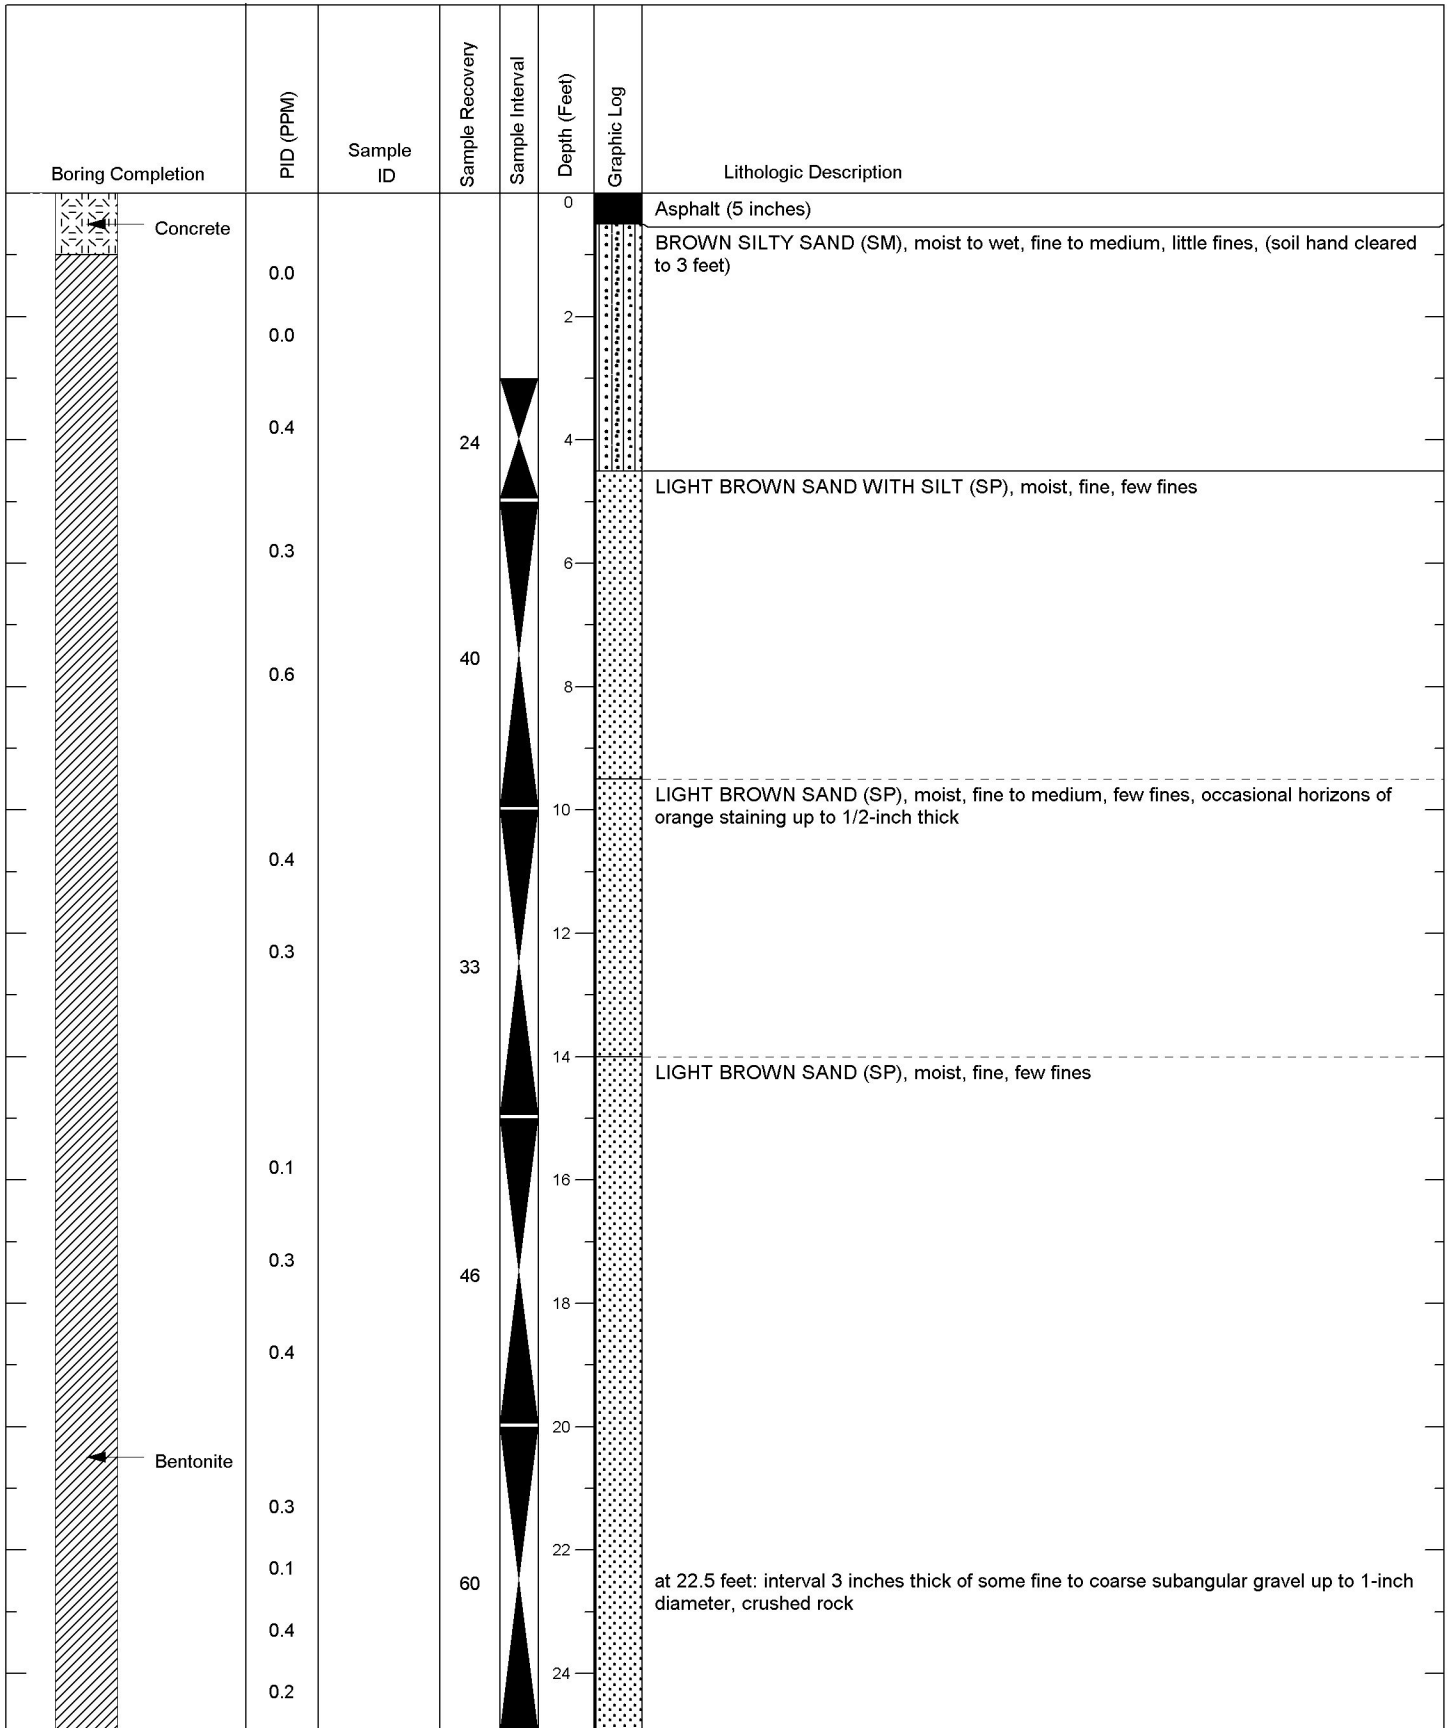 Boring Completion
PID (PPM)
Sample
ID
Sample Recovery
Sample Interval
Depth (Feet)
Graphic Log
Lithologic Description
0
Asphalt (5 inches)
Concrete
BROWN SILTY SAND (SM), moist to wet, fine to medium, little fines, (soil hand cleared
to 3 feet)
0.0
2
0.0
0.4
24
4
LIGHT BROWN SAND WITH SILT (SP), moist, fine, few fines
0.3
6
40
0.6
8
LIGHT BROWN SAND (SP), moist, fine to medium, few fines, occasional horizons of
orange staining up to 1/2-inch thick
10
0.4
12
0.3
33
14
LIGHT BROWN SAND (SP), moist, fine, few fines
0.1
16
0.3
46
18
0.4
20
Bentonite
0.3
22
0.1
60
at 22.5 feet: interval 3 inches thick of some fine to coarse subangular gravel up to 1-inch
diameter, crushed rock
0.4
24
0.2